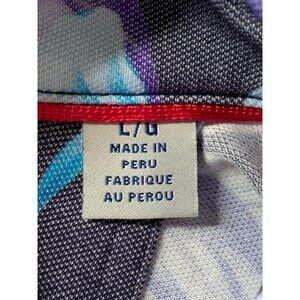 L/G
MADE IN
PERU
FABRIQUE
AU PEROU